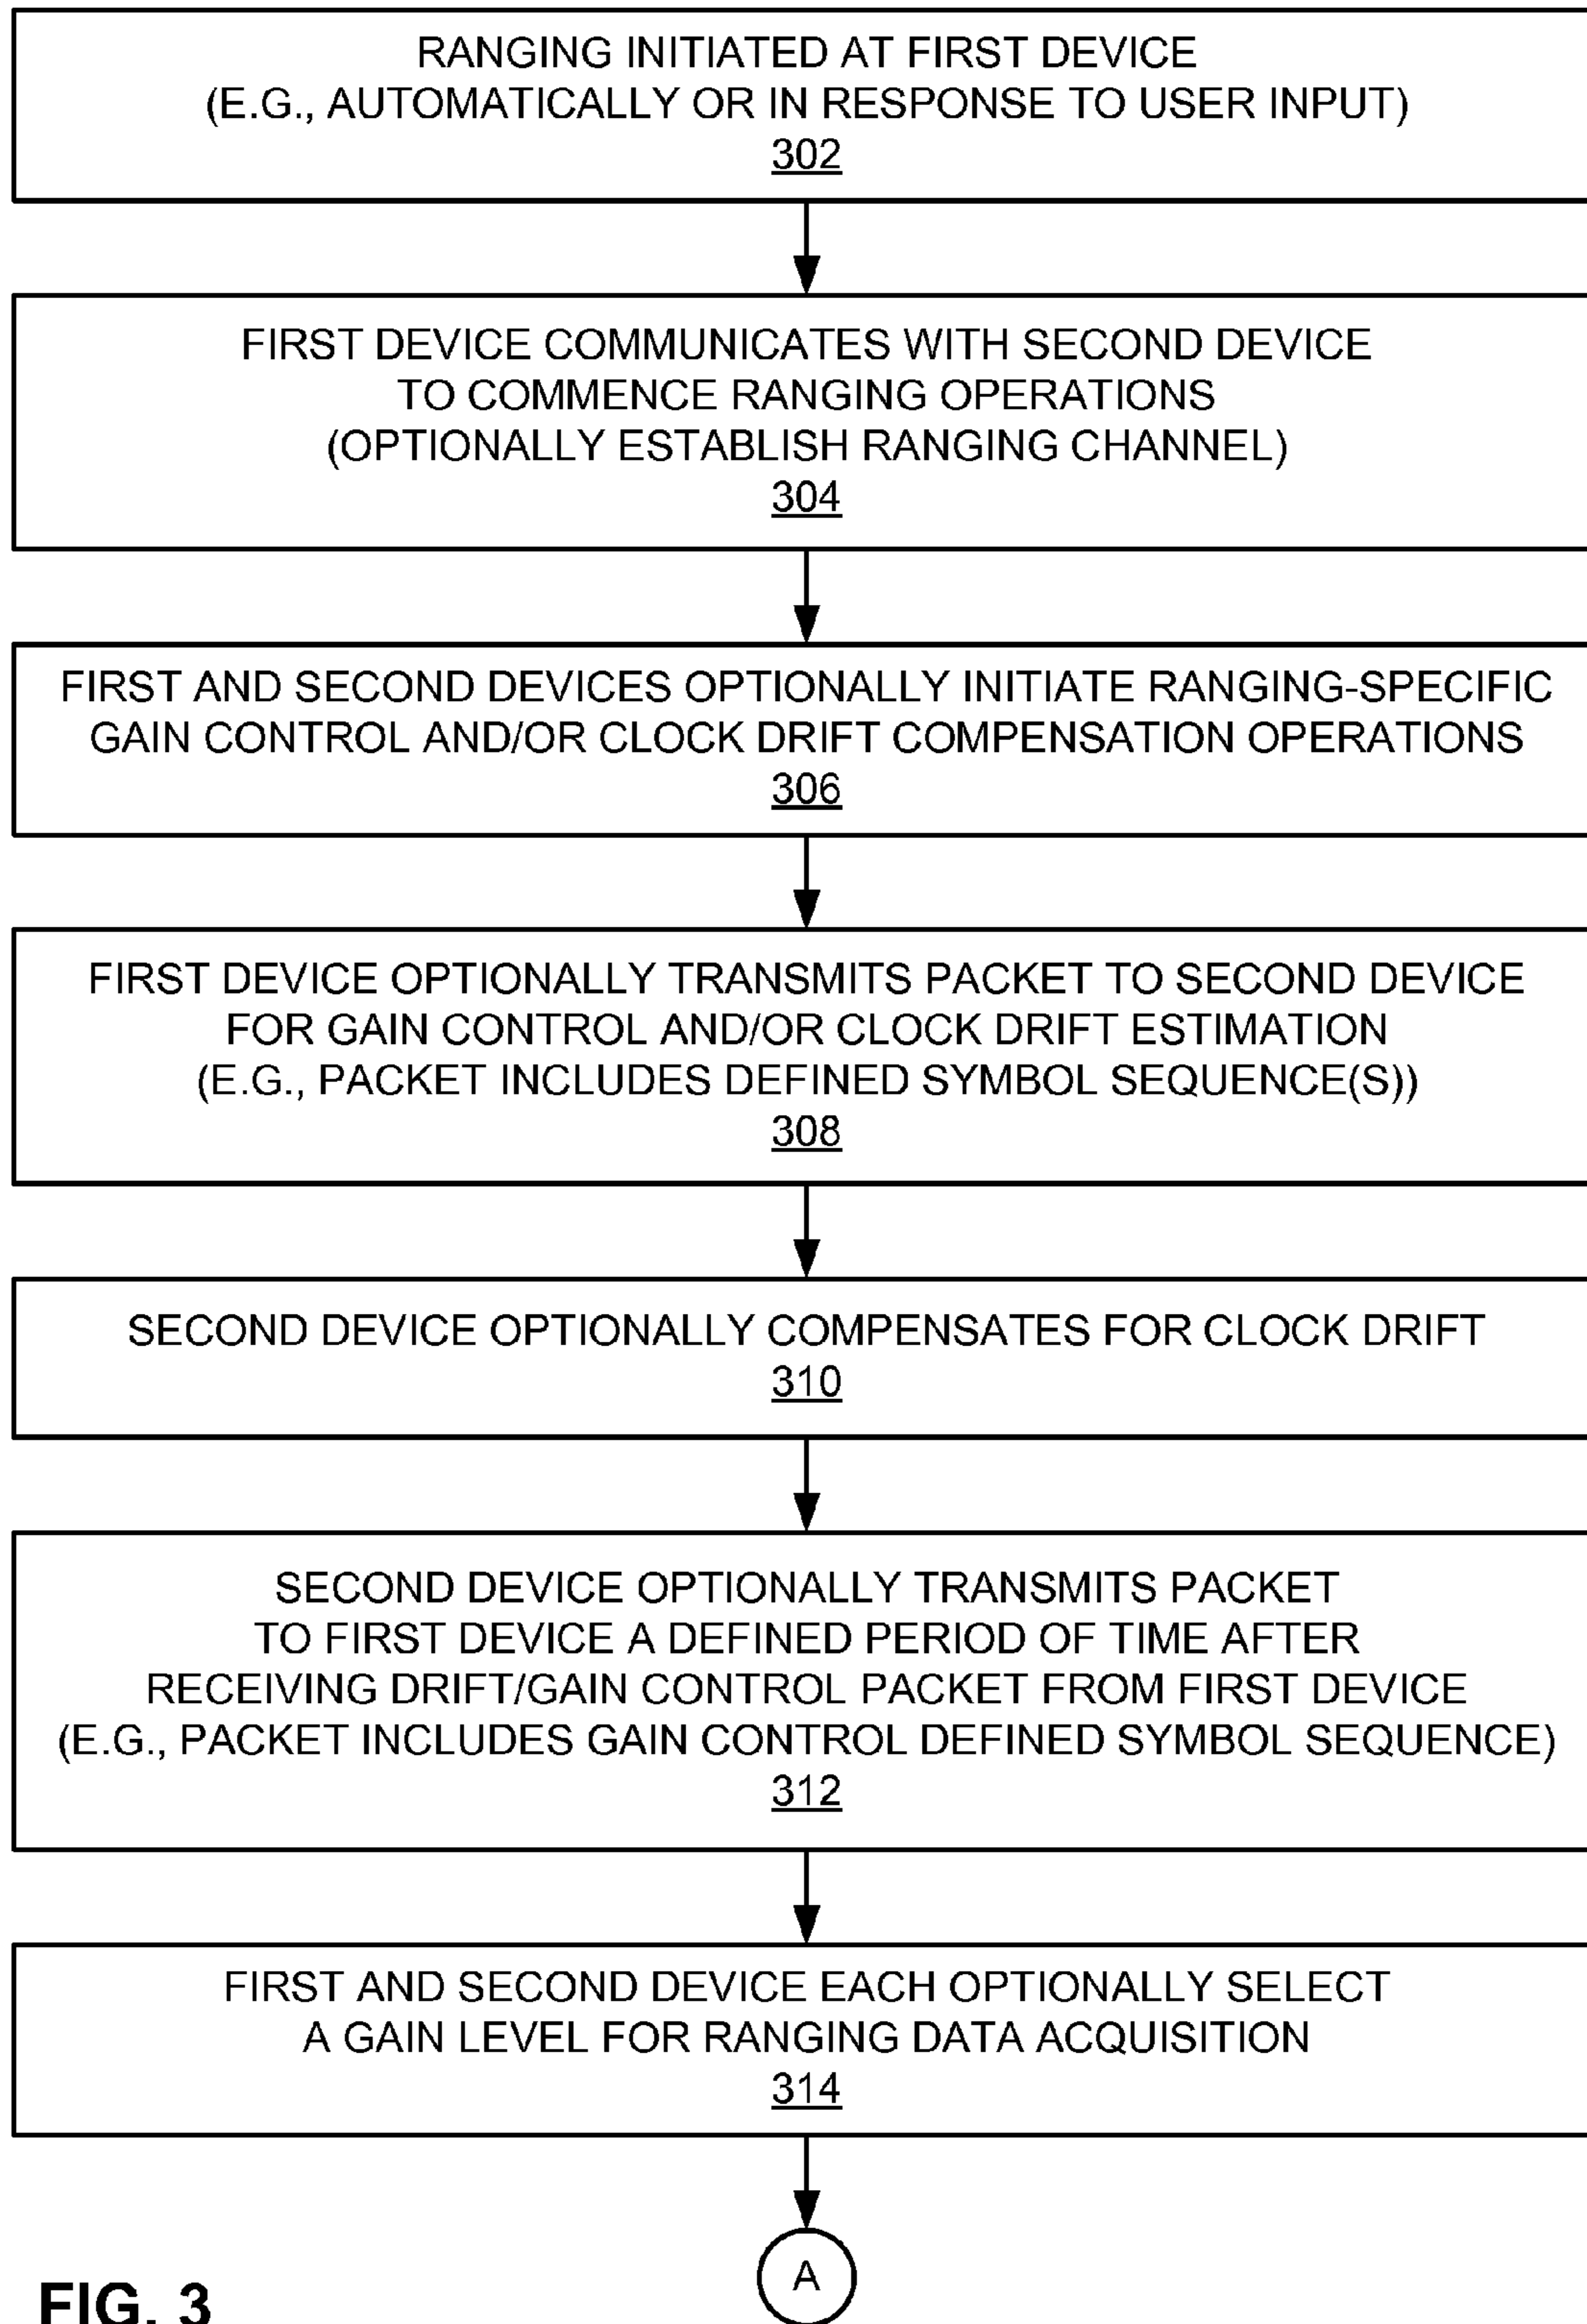 RANGING INITIATED AT FIRST DEVICE
(E.G., AUTOMATICALLY OR IN RESPONSE TO USER INPUT)
302
FIRST DEVICE COMMUNICATES WITH SECOND DEVICE
TO COMMENCE RANGING OPERATIONS
(OPTIONALLY ESTABLISH RANGING CHANNEL)
304
FIRST AND SECOND DEVICES OPTIONALLY INITIATE RANGING-SPECIFIC
GAIN CONTROL AND/OR CLOCK DRIFT COMPENSATION OPERATIONS
306
FIRST DEVICE OPTIONALLY TRANSMITS PACKET TO SECOND DEVICE
FOR GAIN CONTROL AND/OR CLOCK DRIFT ESTIMATION
(E.G., PACKET INCLUDES DEFINED SYMBOL SEQUENCE(S))
308
SECOND DEVICE OPTIONALLY COMPENSATES FOR CLOCK DRIFT
310
SECOND DEVICE OPTIONALLY TRANSMITS PACKET
TO FIRST DEVICE A DEFINED PERIOD OF TIME AFTER
RECEIVING DRIFT/GAIN CONTROL PACKET FROM FIRST DEVICE
(E.G., PACKET INCLUDES GAIN CONTROL DEFINED SYMBOL SEQUENCE)
312
FIRST AND SECOND DEVICE EACH OPTIONALLY SELECT
A GAIN LEVEL FOR RANGING DATA ACQUISITION
314
A
FIG. 3